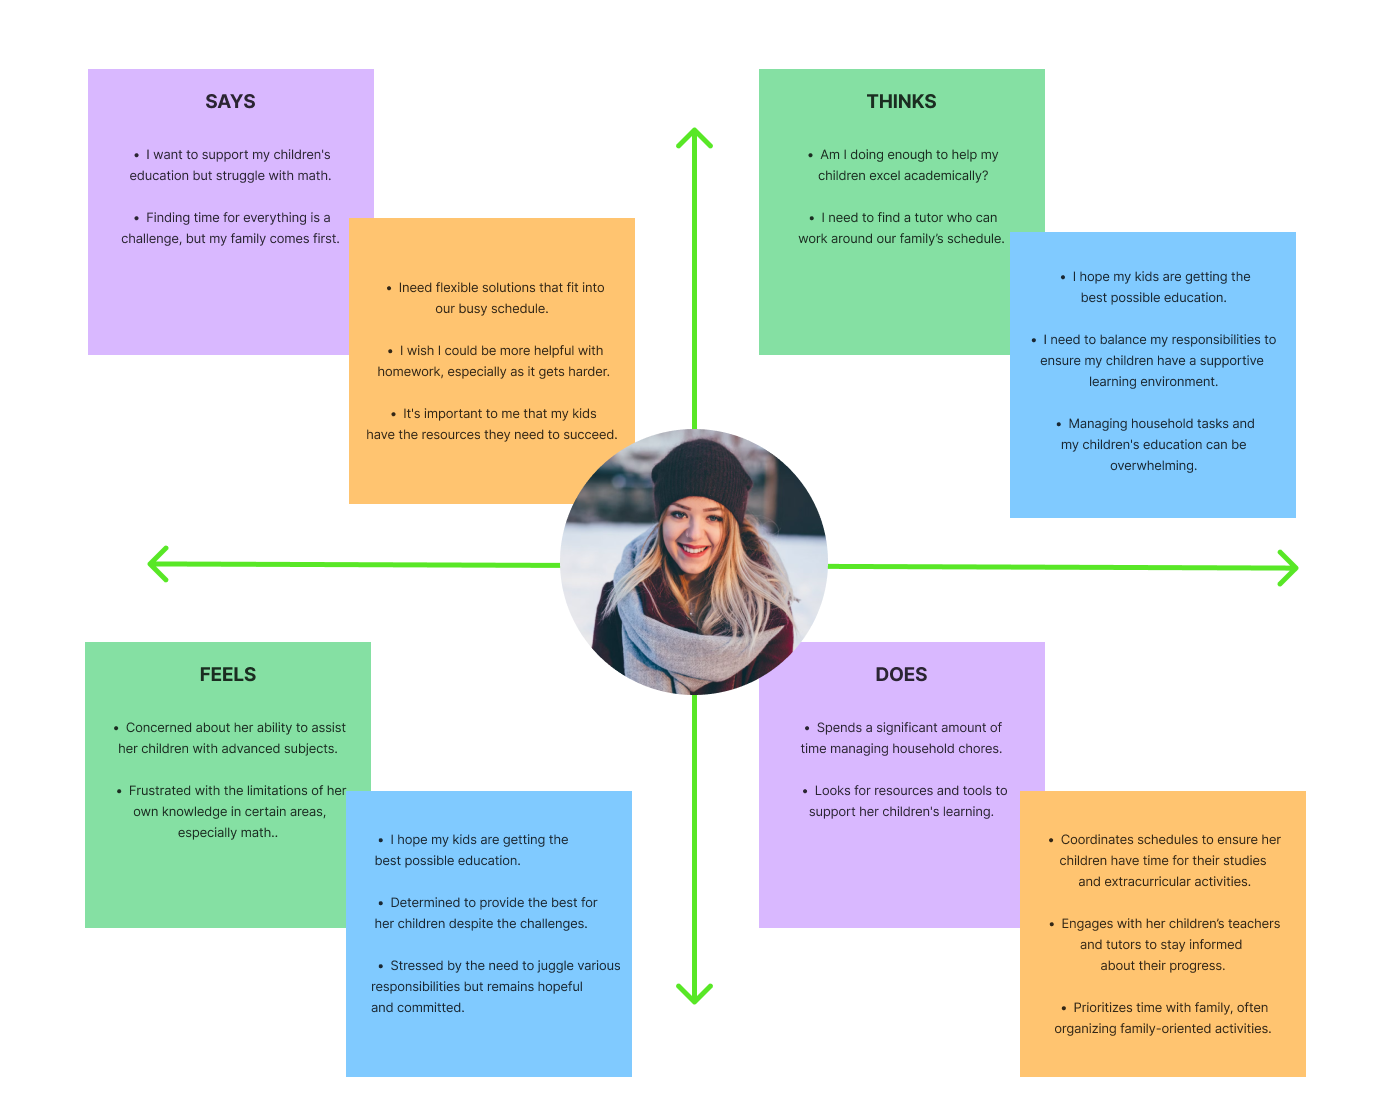 SAYS
• I want to support my children's
education but struggle with math.
• Finding time for everything is a
challenge, but my family comes first.
• Ineed flexible solutions that fit into
our busy schedule.
• I wish I could be more helpful with
homework, especially as it gets harder.
• It's important to me that my kids
have the resources they need to succeed.
THINKS
• Am I doing enough to help my
children excel academically?
• I need to find a tutor who can
work around our family’s schedule.
• I hope my kids are getting the
best possible education.
• I need to balance my responsibilities to
ensure my children have a supportive
learning environment.
• Managing household tasks and
my children's education can be
overwhelming.
FEELS
• Concerned about her ability to assist
her children with advanced subjects.
• Frustrated with the limitations of her
own knowledge in certain areas,
especially math..
• I hope my kids are getting the
best possible education.
• Determined to provide the best for
her children despite the challenges.
• Stressed by the need to juggle various
responsibilities but remains hopeful
and committed.
DOES
• Spends a significant amount of
time managing household chores.
• Looks for resources and tools to
support her children's learning.
• Coordinates schedules to ensure her
children have time for their studies
and extracurricular activities.
• Engages with her children’s teachers
and tutors to stay informed
about their progress.
• Prioritizes time with family, often
organizing family-oriented activities.